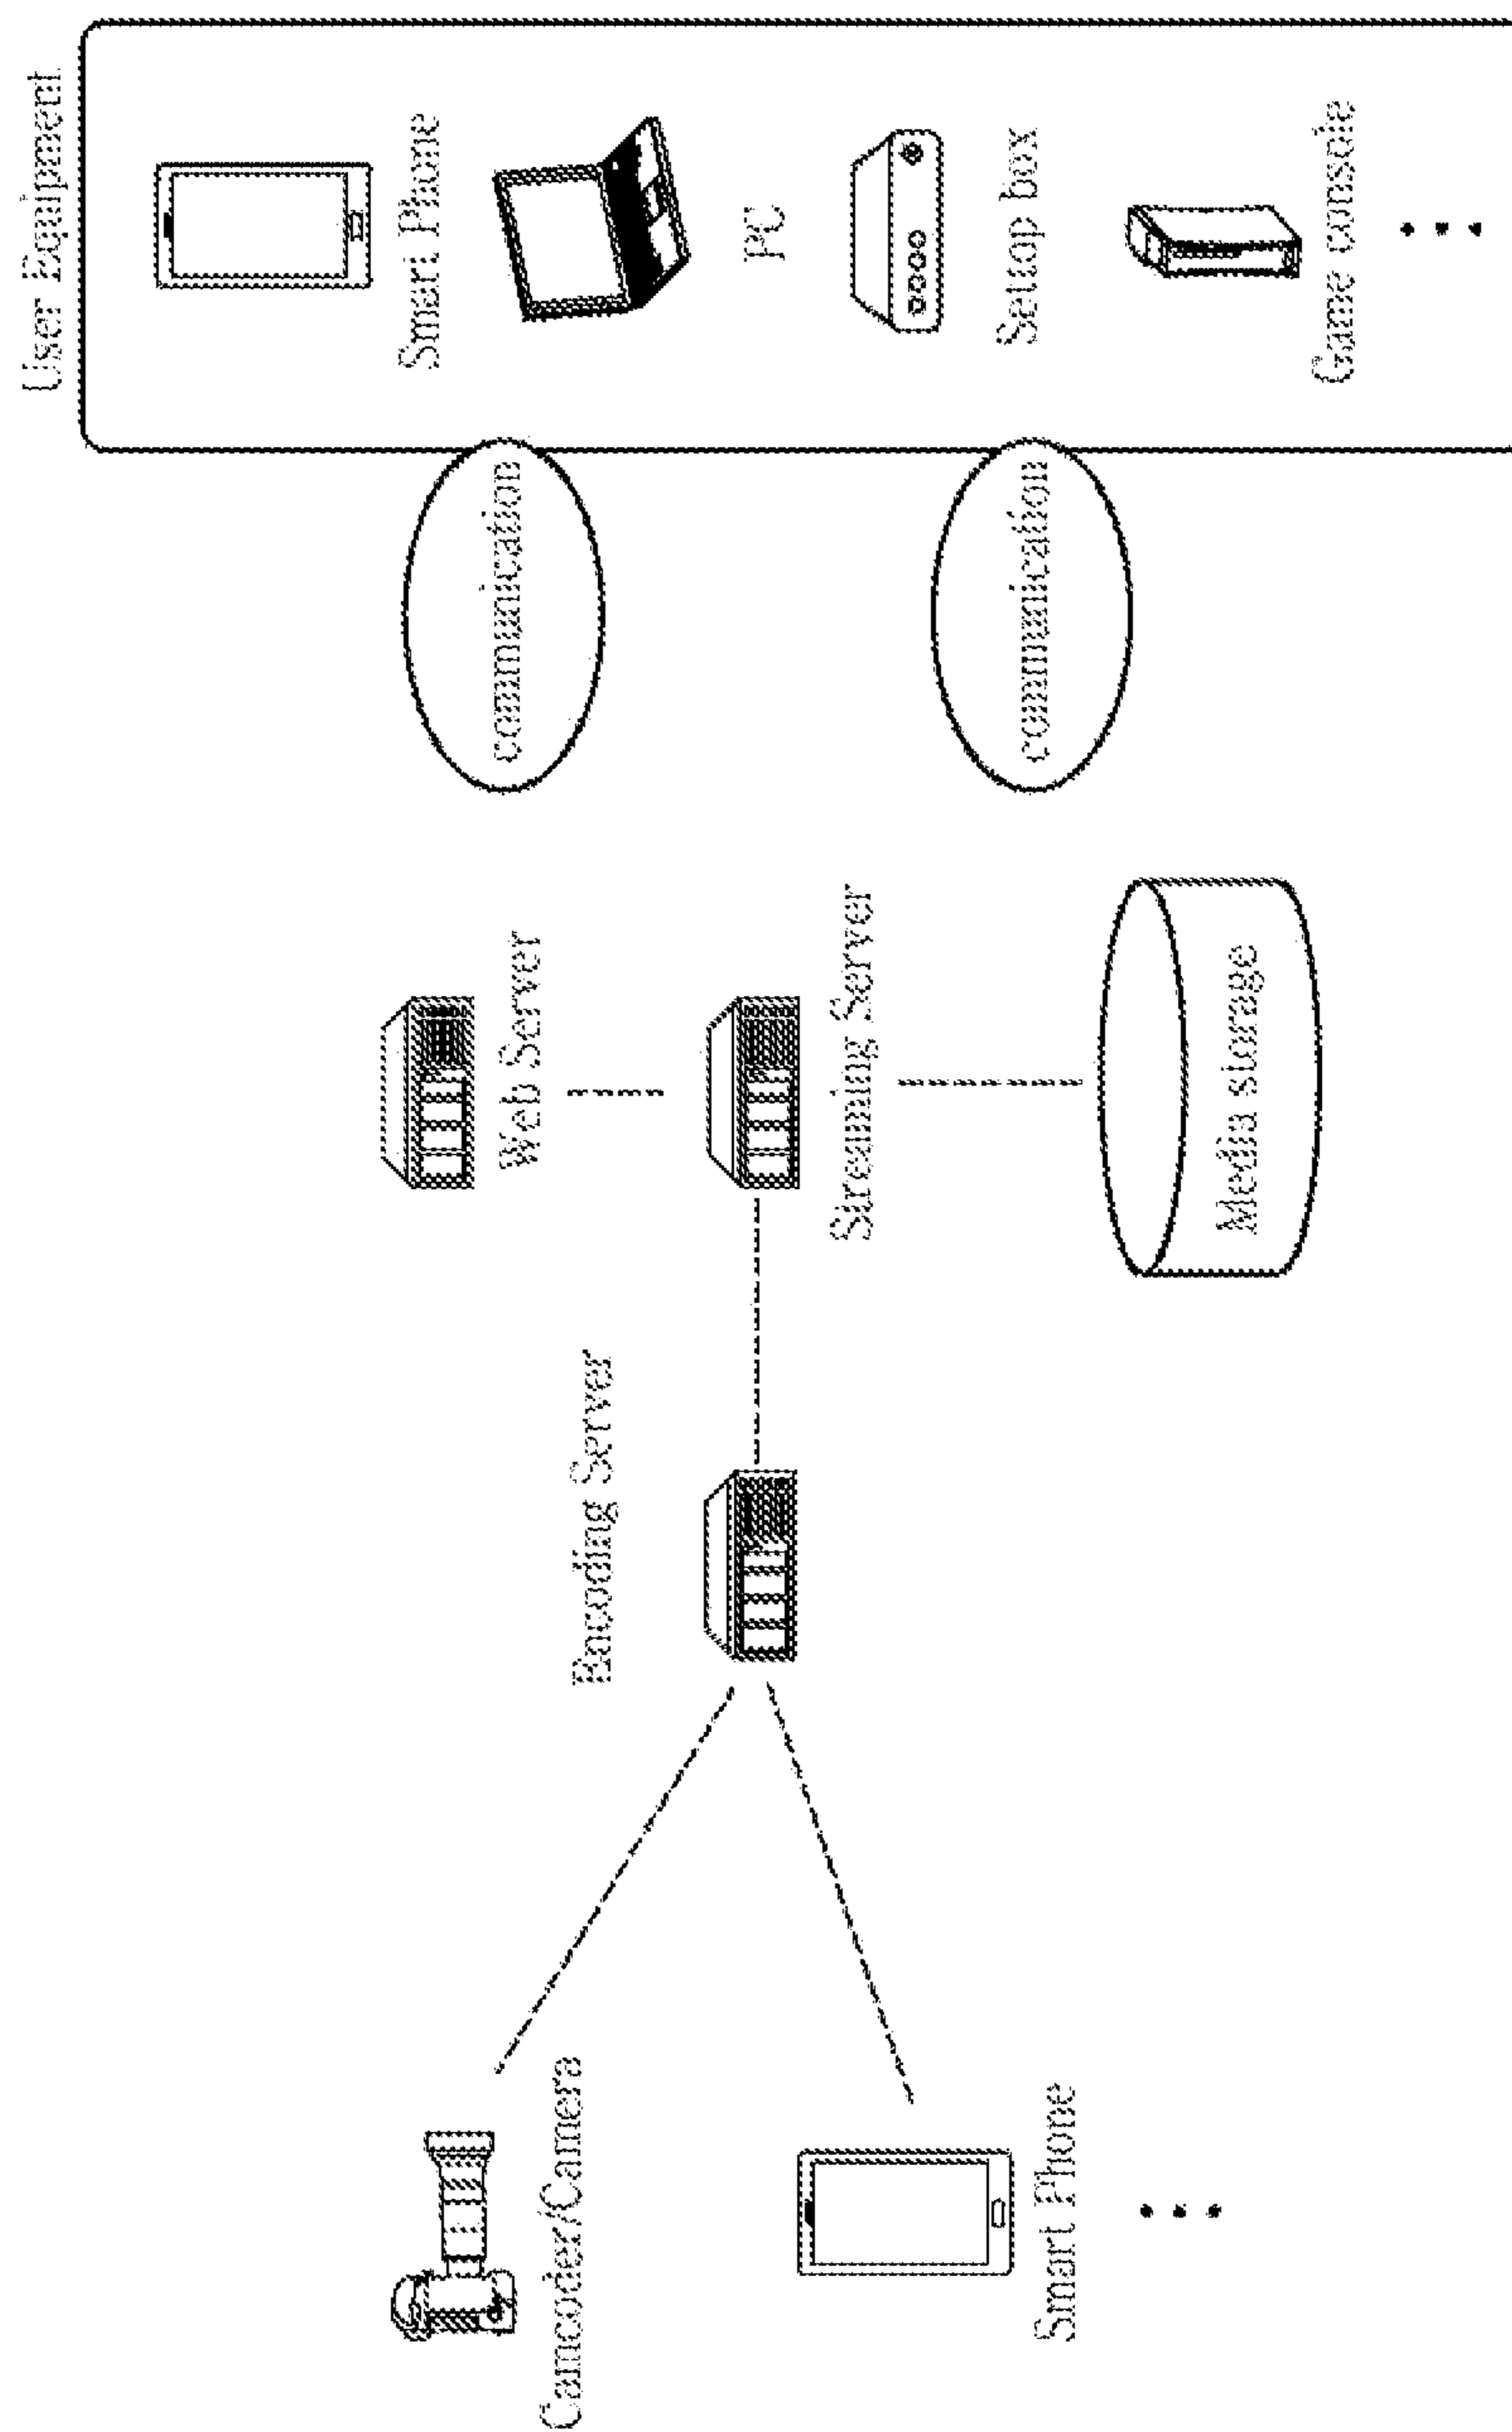 User Equipment
Smart Phone
PC
Settop box
Game console
communication
communication
Web Server
Streaming Server
Media storage
Encoding Server
Camcoder/Camera
Smart Phone